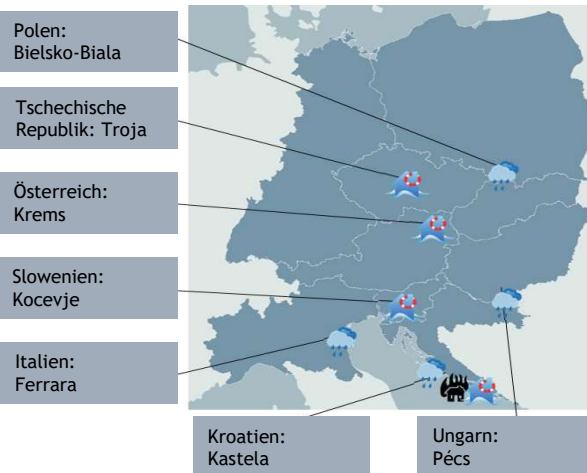 Polen:
Bielsko-Biala
Tschechische
Republik: Troja
Österreich:
Krems
Slowenien:
Kocevje
Italien:
Ferrara
Kroatien:
Kastela
Ungarn:
Pécs